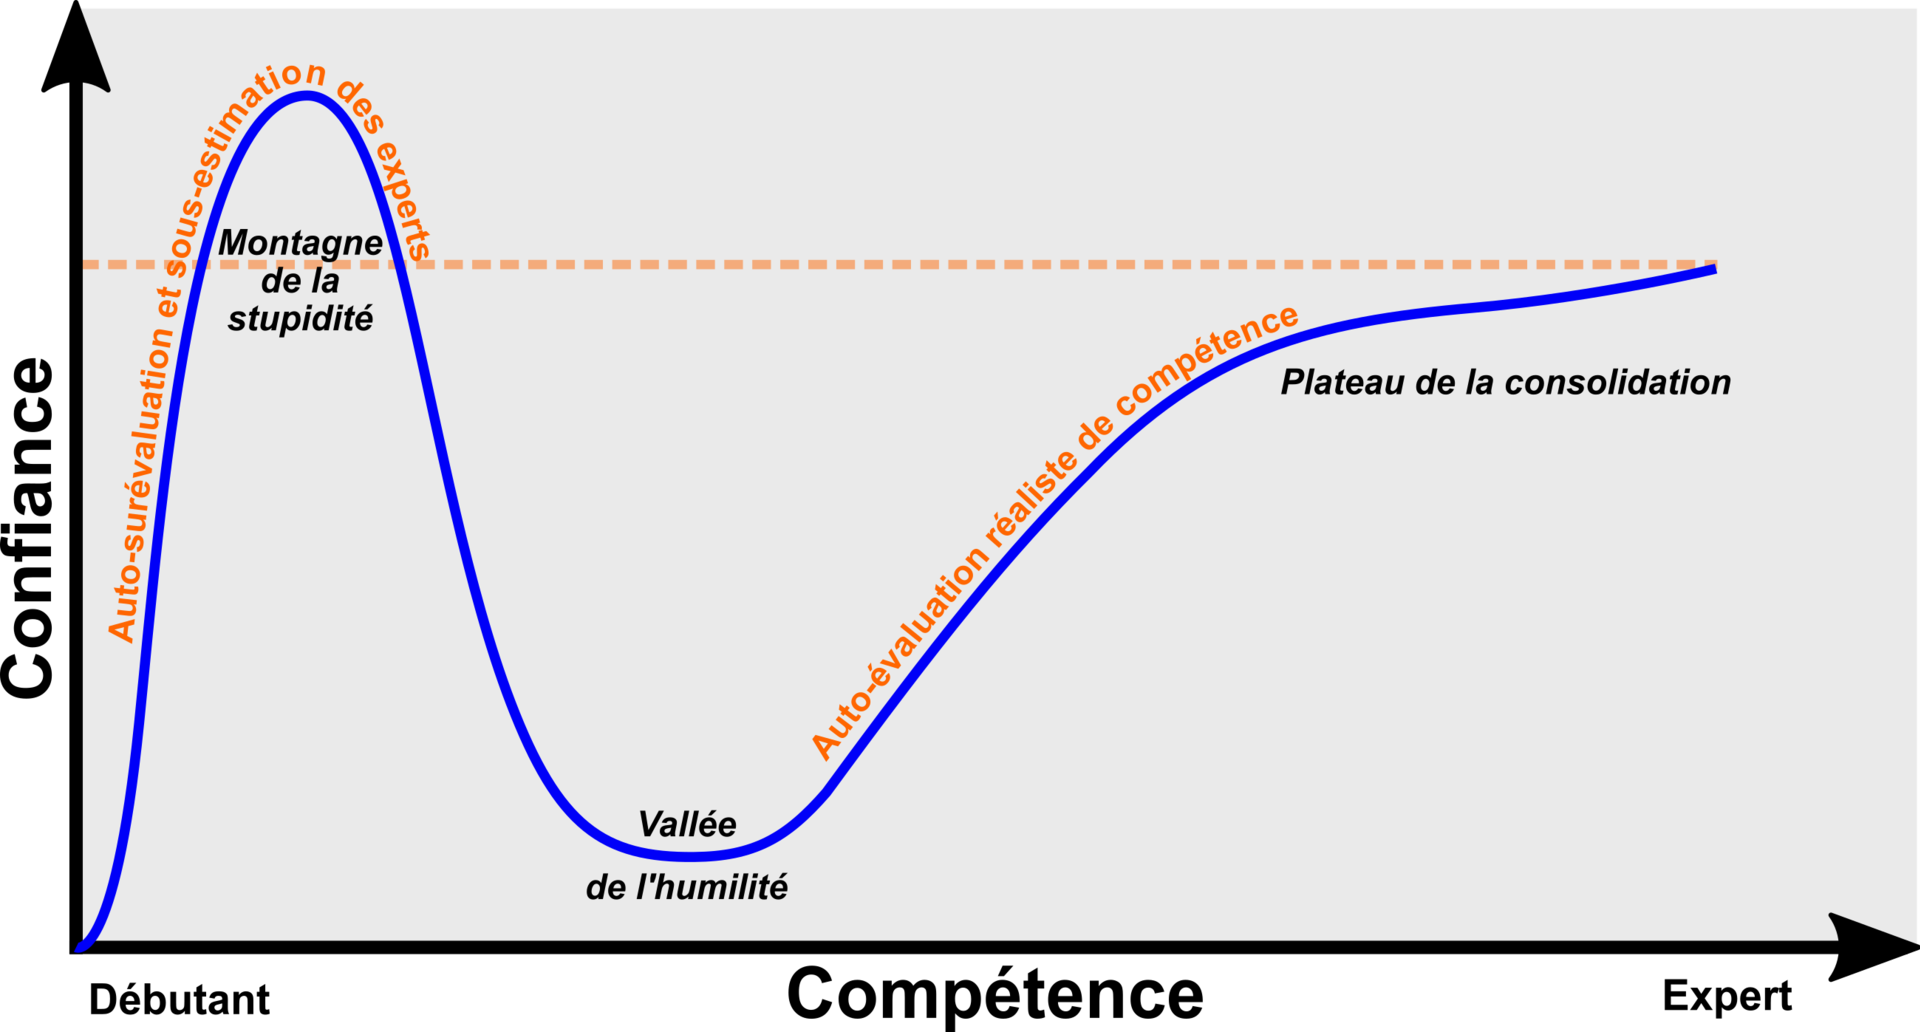 Auto-surévaluation et sous-estimation des experts
Montagne
de la
stupidité
Auto-évaluation réaliste de compétence
Plateau de la consolidation
Confiance
Vallée
de l'humilité
Débutant
Compétence
Expert